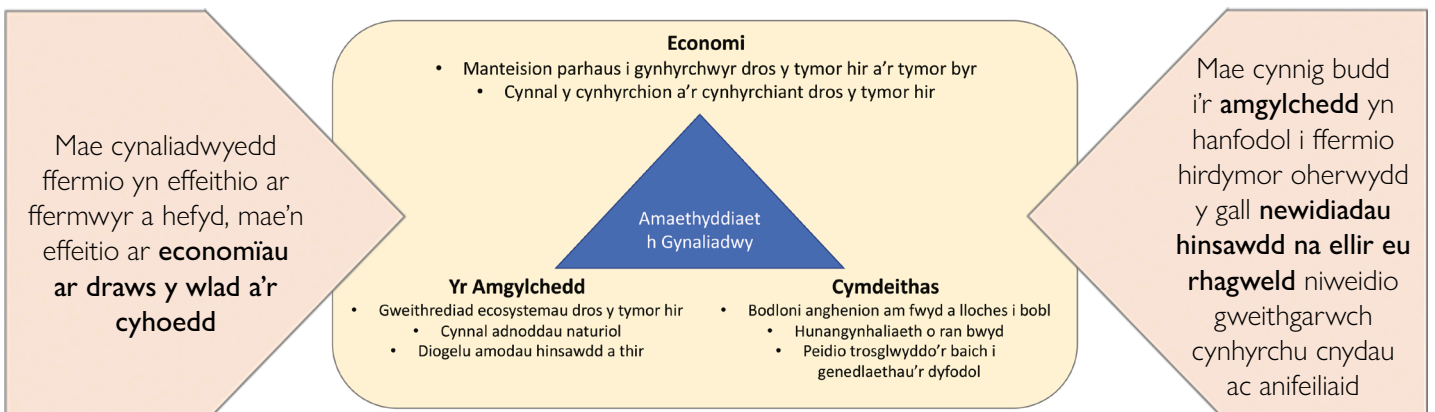 Mae cynaliadwyedd
ffermio yn effeithio ar
ffermwyr a hefyd, mae'n
effeitio ar economïau
ar draws y wlad a'r
cyhoedd
Economi
• Manteision parhaus i gynhyrchwyr dros y tymor hir a'r tymor byr
• Cynnal y cynhyrchion a'r cynhyrchiant dros y tymor hir
Amaethyddiaet
h Gynaliadwy
Yr Amgylchedd
• Gweithrediad ecosystemau dros y tymor hir
• Cynnal adnoddau naturiol
• Diogelu amodau hinsawdd a thir
Cymdeithas
• Bodloni anghenion am fwyd a lloches i bobl
• Hunangynhaliaeth o ran bwyd
• Peidio trosglwyddo'r baich i
genedlaethau'r dyfodol
Mae cynnig budd
i'r amgylchedd yn
hanfodol i ffermio
hirdymor oherwydd
y gall newidiadau
hinsawdd na ellir eu
rhagweld niweidio
gweithgarwch
cynhyrchu cnydau
ac anifeiliaid